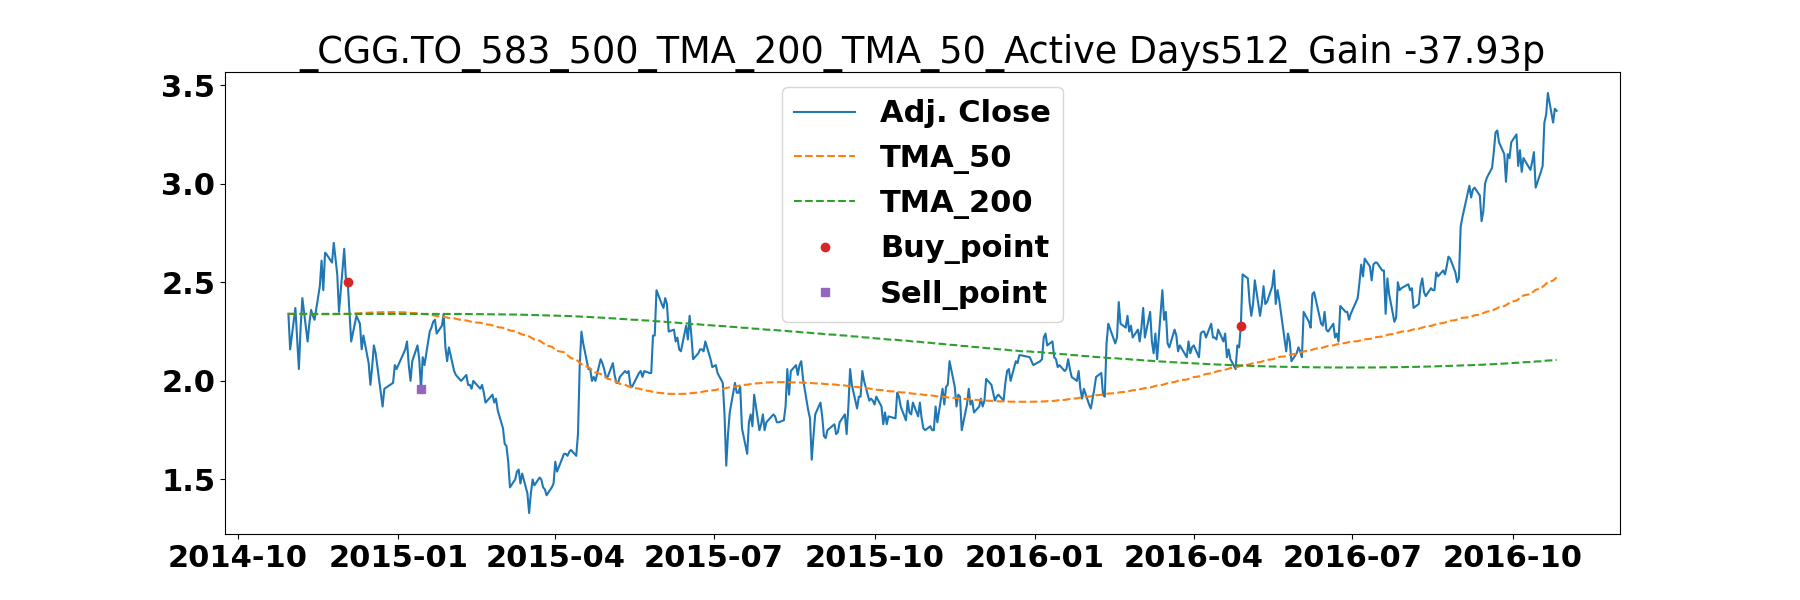 _CGG.TO_583_500_TMA_200_TMA_50_Active Days512_Gain -37.93p
3.5
3.0
2.5
2.0
1.5
Adj. Close
TMA_50
TMA_200
Buy_point
Sell_point
2014-10 2015-01 2015-04 2015-07 2015-10 2016-01 2016-04 2016-07 2016-10